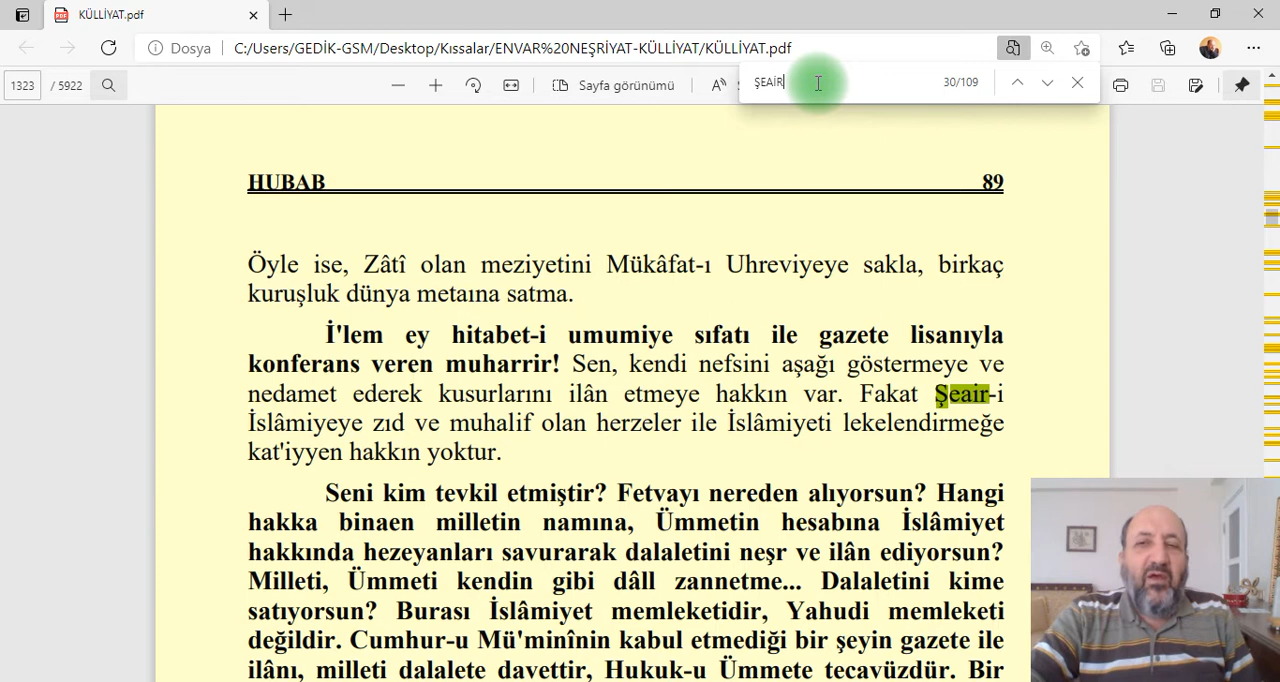 KÜLLİYAT.pdf
Dosya C:/Users/GEDİK-GSM/Desktop/Kıssalar/ENVAR%20NEŞRİYAT-KÜLLİYAT/KÜLLİYAT.pdf
1323 / 5922 Sayfa görünümü ŞEAİR 30/109
HUBAB 89
Öyle ise, Zâtî olan meziyetini Mükâfat-ı Uhreviyeye sakla, birkaç
kuruşluk dünya metaına satma.
İ'lem ey hitabet-i umumiye sıfatı ile gazete lisanıyla
konferans veren muharrir! Sen, kendi nefsini aşağı göstermeye ve
nedamet ederek kusurlarını ilân etmeye hakkın var. Fakat Şeair-i
İslâmiyeye zıd ve muhalif olan herzeler ile İslâmiyeti lekelendirmeğe
kat'iyyen hakkın yoktur.
Seni kim tevkil etmiştir? Fetvayı nereden alıyorsun? Hangi
hakka binaen milletin namına, Ümmetin hesabına İslâmiyet
hakkında hezeyanları savurarak dalaletini neşr ve ilân ediyorsun?
Milleti, Ümmeti kendin gibi dâll zannetme... Dalaletini kime
satıyorsun? Burası İslâmiyet memleketidir, Yahudi memleketi
değildir. Cumhur-u Mü'minînin kabul etmediği bir şeyin gazete ile
ilânı, milleti dalalete davettir, Hukuk-u Ümmete tecavüzdür. Bir